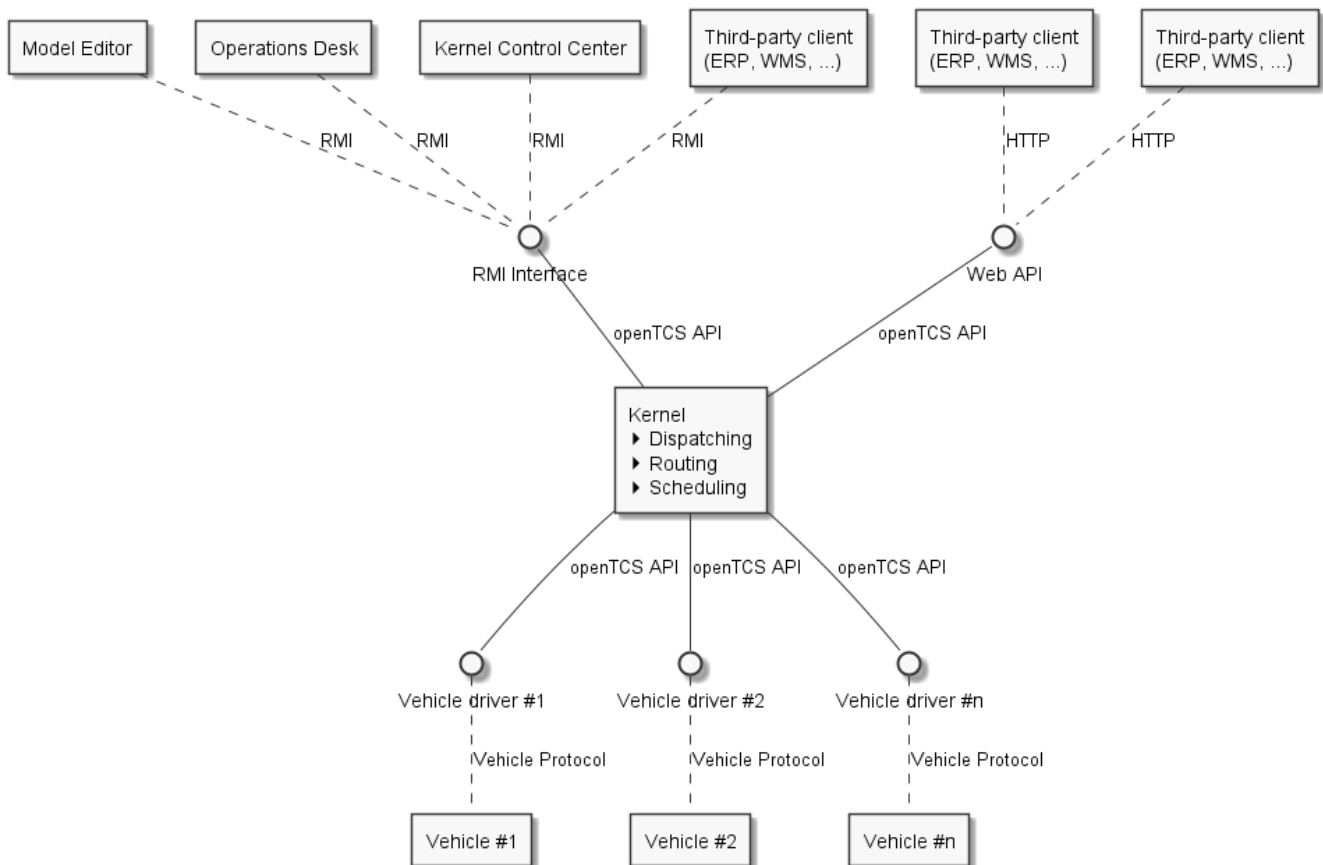 Model Editor
Operations Desk
Kernel Control Center
Third-party client
(ERP, WMS, ...)
Third-party client
(ERP, WMS, ...)
Third-party client
(ERP, WMS, ...)
RMI
RMI
RMI
RMI
HTTP
HTTP
RMI Interface
Web API
openTCS API
openTCS API
Kernel
Dispatching
Routing
Scheduling
openTCS API
openTCS API
openTCS API
Vehicle driver #1
Vehicle driver #2
Vehicle driver #n
Vehicle Protocol
Vehicle Protocol
Vehicle Protocol
Vehicle #1
Vehicle #2
Vehicle #n